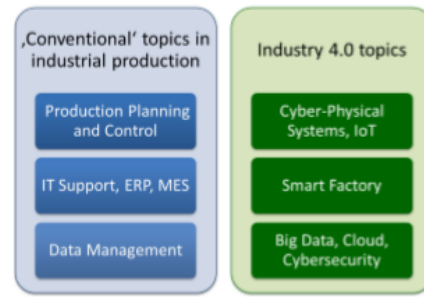 ‚Conventional‘ topics in
industrial production
Production Planning
and Control
IT Support, ERP, MES
Data Management
Industry 4.0 topics
Cyber-Physical
Systems, IoT
Smart Factory
Big Data, Cloud,
Cybersecurity